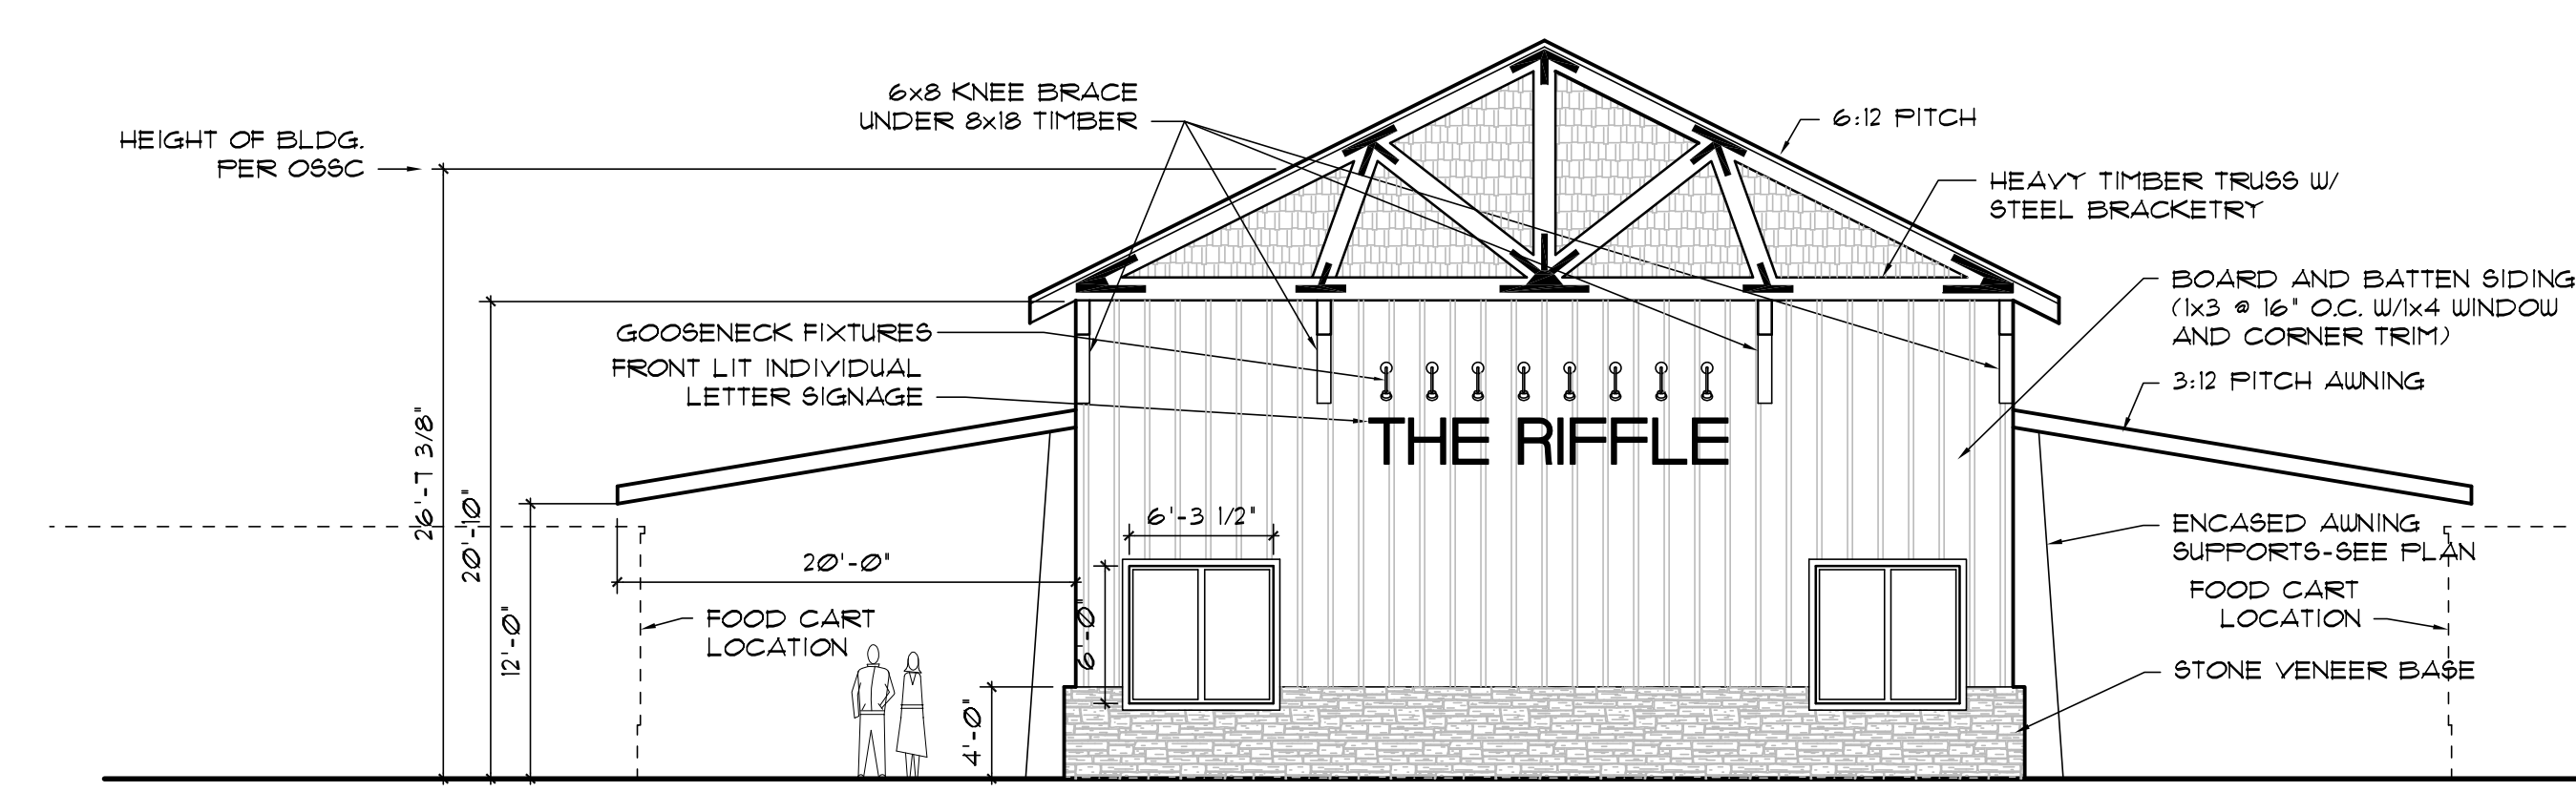 6x8 KNEE BRACE
UNDER 8x18 TIMBER
6:12 PITCH
HEIGHT OF BLDG.
PER OSSC
HEAVY TIMBER TRUSS W/
STEEL BRACKETRY
BOARD AND BATTEN SIDING
(1x3 @ 16" O.C. W/1x4 WINDOW
AND CORNER TRIM)
GOOSENECK FIXTURES
FRONT LIT INDIVIDUAL
LETTER SIGNAGE
3:12 PITCH AWNING
THE RIFFLE
26'-7 3/8"
20'-10"
12'-0"
20'-0"
6'-3 1/2"
6'-0"
4'-0"
ENCASED AWNING
SUPPORTS-SEE PLAN
FOOD CART
LOCATION
FOOD CART
LOCATION
STONE VENEER BASE